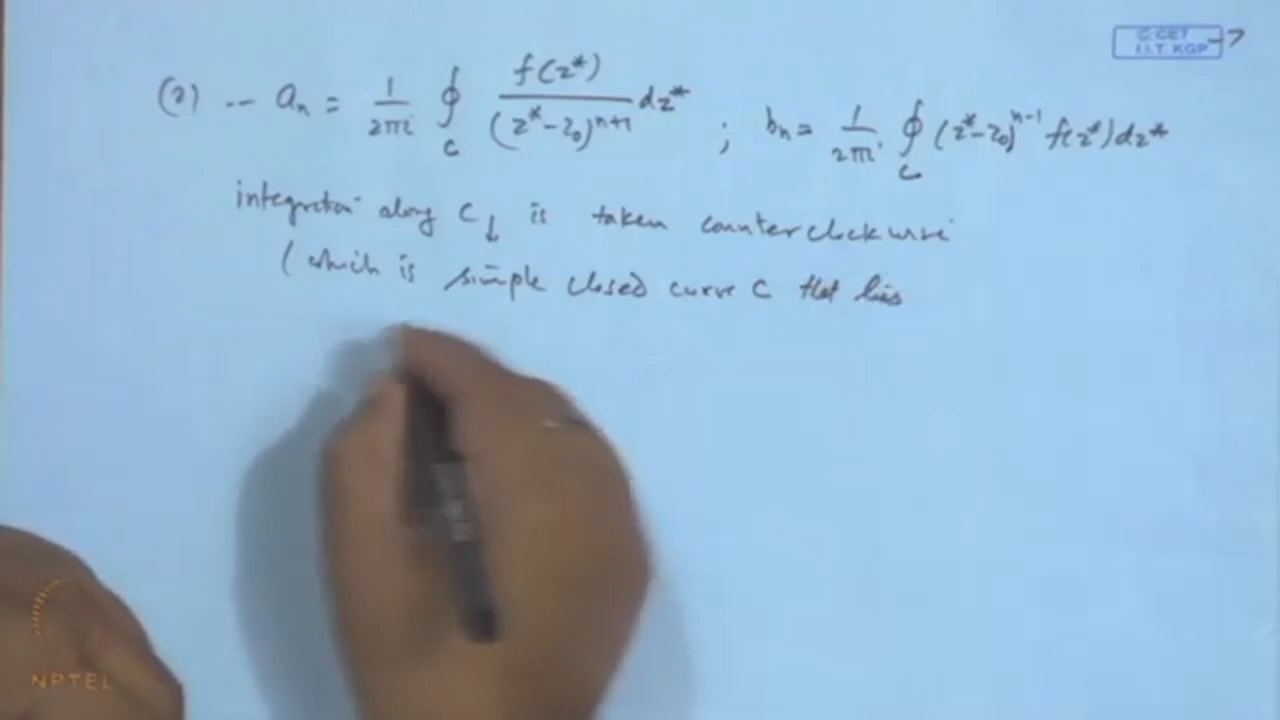 (2) -- aₙ = 1/2πi ∮_C f(z*)/(z*-z₀)ⁿ⁺¹ dz* ; bₙ = 1/2πi ∮_C (z*-z₀)ⁿ⁻¹ f(z*) dz*
integration along C ↓ is taken counterclockwise
(which is simple closed curve C that lies
C CET
I.I.T. KGP
-7
NPTEL